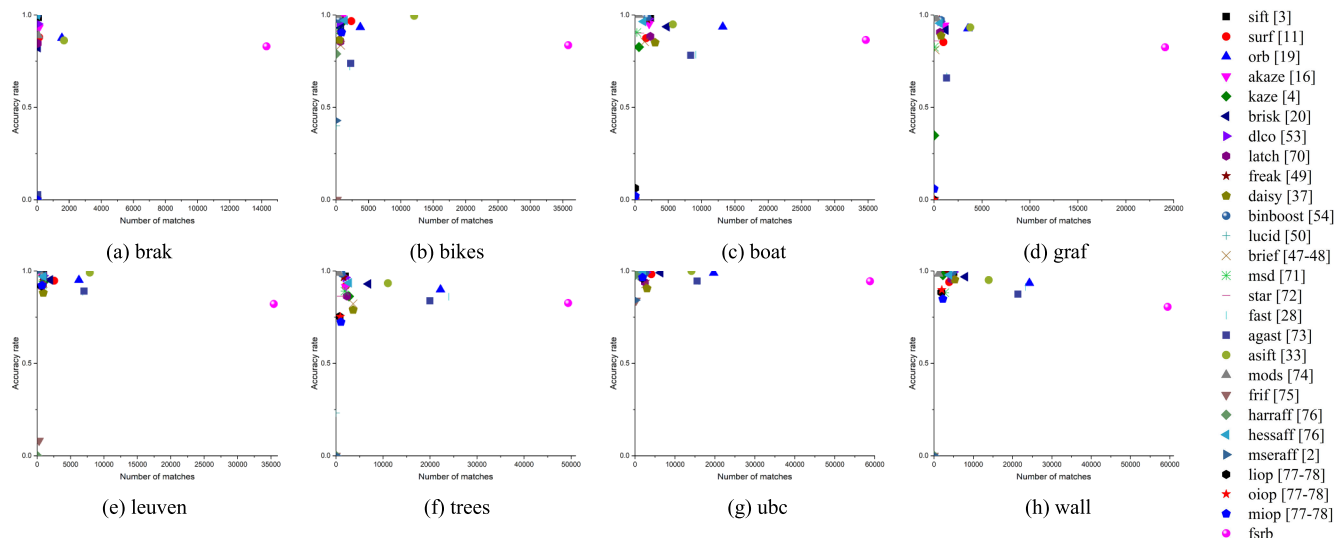 1.0
0.5
0.0
Accuracy rate
0 2000 4000 6000 8000 10000 12000 14000
Number of matches
(a) brak
1.0
0.5
0.0
Accuracy rate
0 5000 10000 15000 20000 25000 30000 35000
Number of matches
(b) bikes
1.0
0.5
0.0
Accuracy rate
0 5000 10000 15000 20000 25000 30000 35000
Number of matches
(c) boat
1.0
0.5
0.0
Accuracy rate
0 5000 10000 15000 20000 25000
Number of matches
(d) graf
1.0
0.5
0.0
Accuracy rate
0 5000 10000 15000 20000 25000 30000 35000
Number of matches
(e) leuven
1.0
0.5
0.0
Accuracy rate
0 10000 20000 30000 40000 50000
Number of matches
(f) trees
1.0
0.5
0.0
Accuracy rate
0 10000 20000 30000 40000 50000 60000
Number of matches
(g) ubc
1.0
0.5
0.0
Accuracy rate
0 10000 20000 30000 40000 50000 60000
Number of matches
(h) wall
sift [3]
surf [11]
orb [19]
akaze [16]
kaze [4]
brisk [20]
dlco [53]
latch [70]
freak [49]
daisy [37]
binboost [54]
lucid [50]
brief [47-48]
msd [71]
star [72]
fast [28]
agast [73]
asift [33]
mods [74]
frif [75]
harraff [76]
hessaff [76]
mseraff [2]
liop [77-78]
oiop [77-78]
miop [77-78]
fsrb